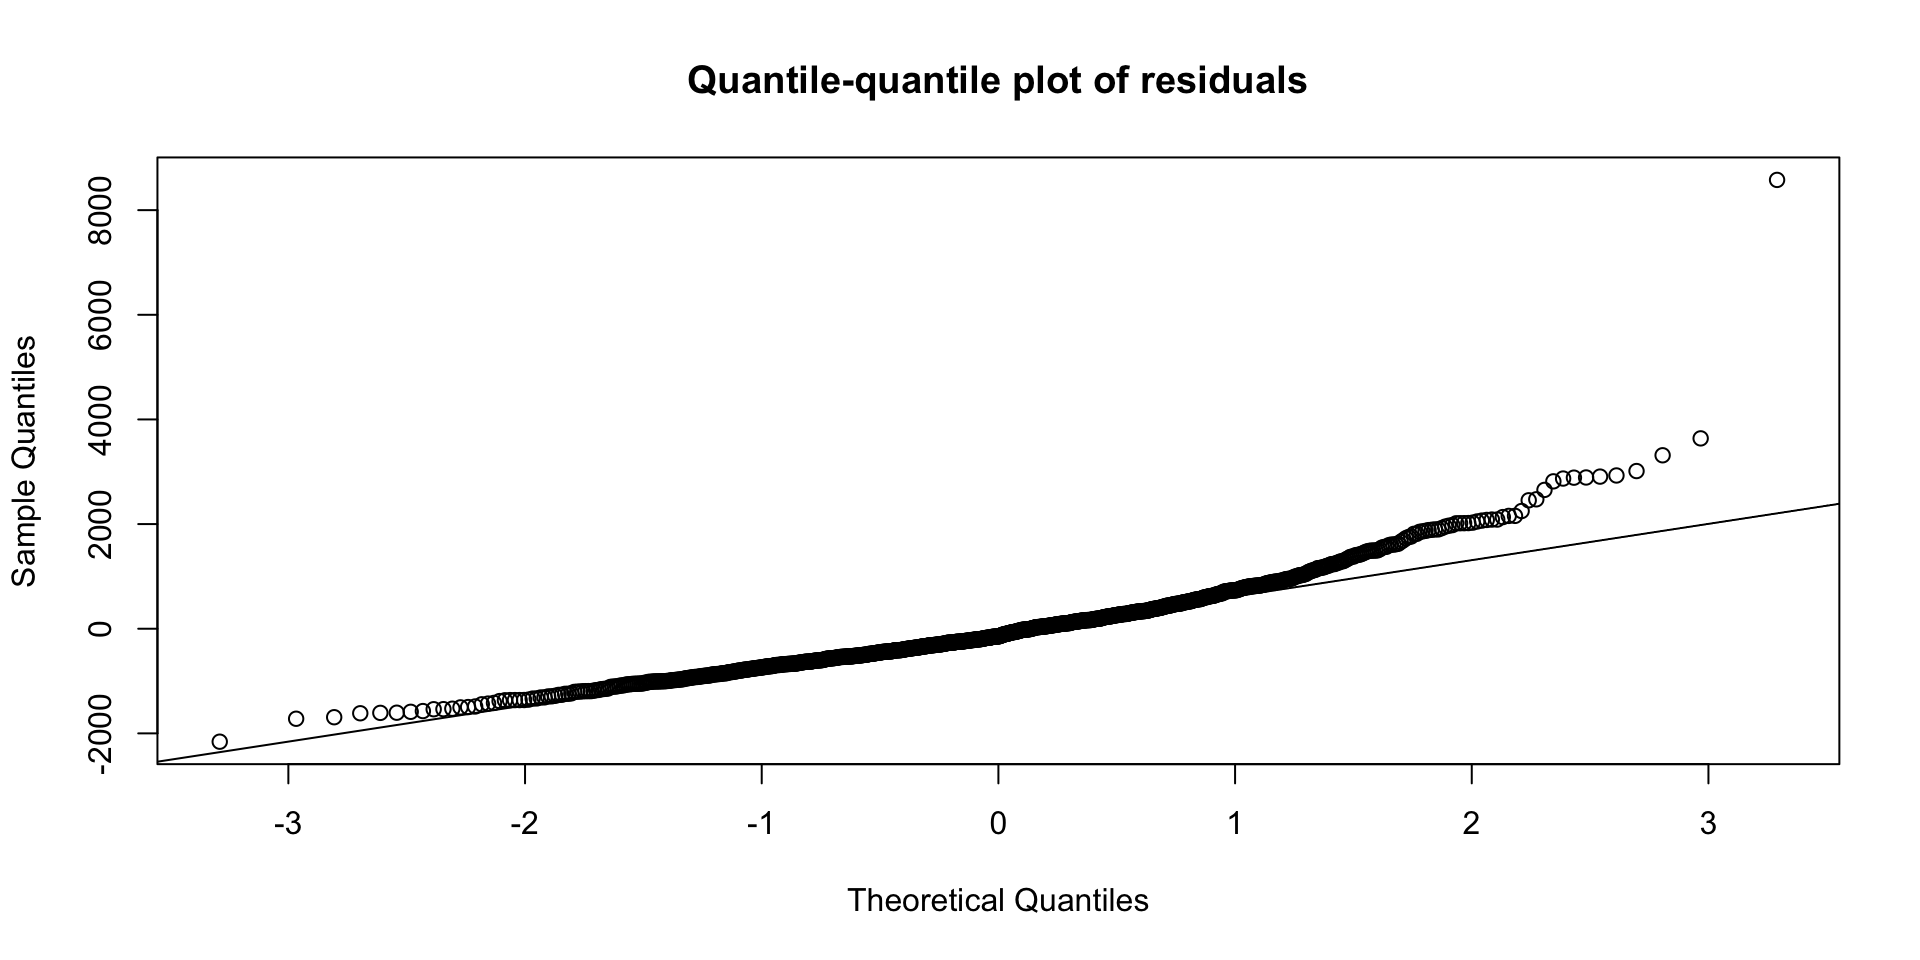 Quantile-quantile plot of residuals
Sample Quantiles
8000
6000
4000
2000
0
-2000
-3 -2 -1 0 1 2 3
Theoretical Quantiles